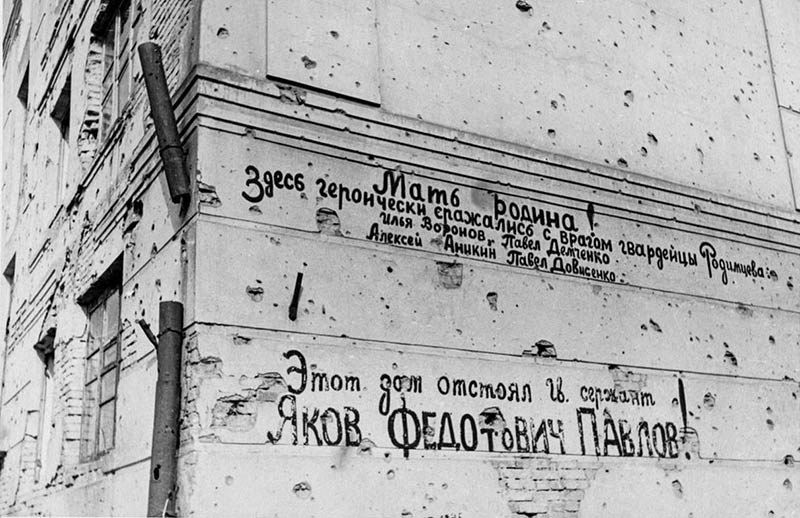 Мать Родина!
Здесь героически сражались с врагом гвардейцы Родимцева:
Илья Воронов, Павел Демченко
Алексей Аникин Павел Довисенко.
Этот дом отстоял гв. сержант
Яков Федотович Павлов!